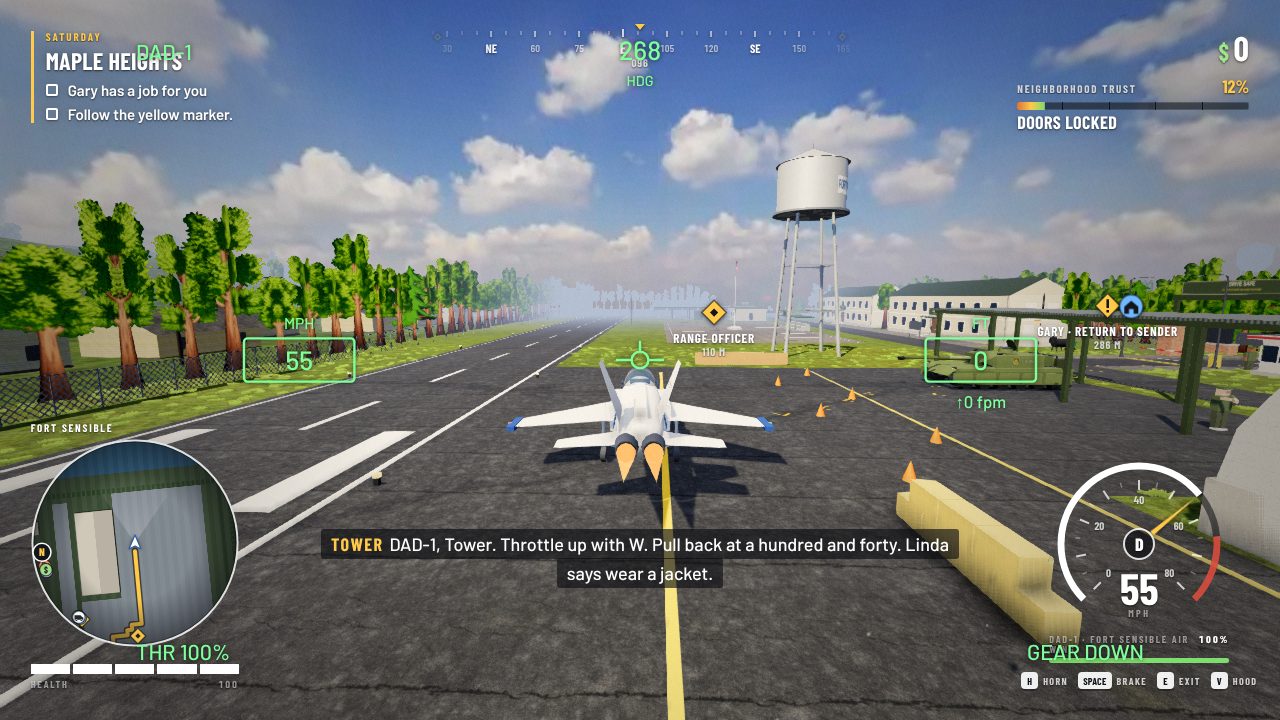 SATURDAY
MAPLE HEIGHTS
DAD-1
Gary has a job for you
Follow the yellow marker.
30 NE 60 75 E 105 120 SE 150 165
268
098
HDG
$0
NEIGHBORHOOD TRUST 12%
DOORS LOCKED
RANGE OFFICER
110 M
GARY · RETURN TO SENDER
286 M
MPH
55
FT
0
↑0 fpm
FORT SENSIBLE
N
$
TOWER DAD-1, Tower. Throttle up with W. Pull back at a hundred and forty. Linda
says wear a jacket.
0 20 40 60 80
D
55
MPH
THR 100%
HEALTH 100
DAD-1 · FORT SENSIBLE AIR 100%
GEAR DOWN
H HORN SPACE BRAKE E EXIT V HOOD